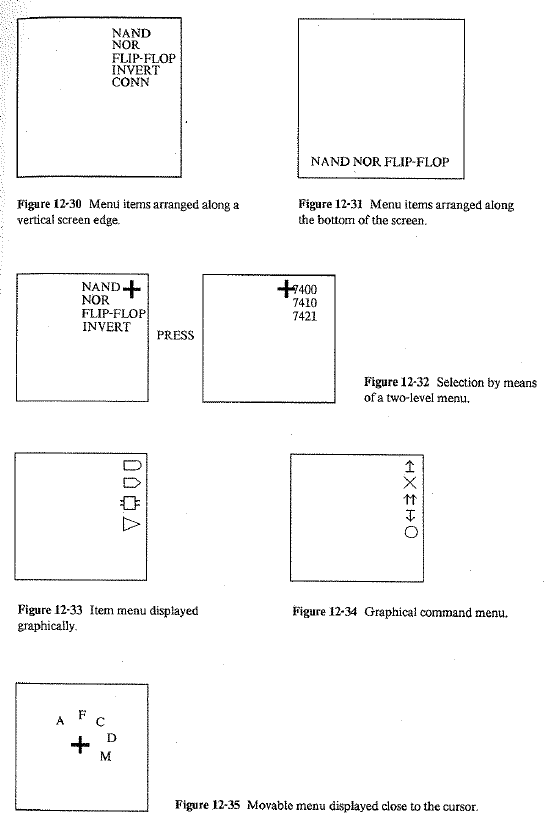 NAND
NOR
FLIP-FLOP
INVERT
CONN
Figure 12-30 Menu items arranged along a
vertical screen edge.
NAND NOR FLIP-FLOP
Figure 12-31 Menu items arranged along
the bottom of the screen.
NAND
NOR
FLIP-FLOP
INVERT
PRESS
7400
7410
7421
Figure 12-32 Selection by means
of a two-level menu.
Figure 12-33 Item menu displayed
graphically.
Figure 12-34 Graphical command menu.
A F C
D
M
Figure 12-35 Movable menu displayed close to the cursor.